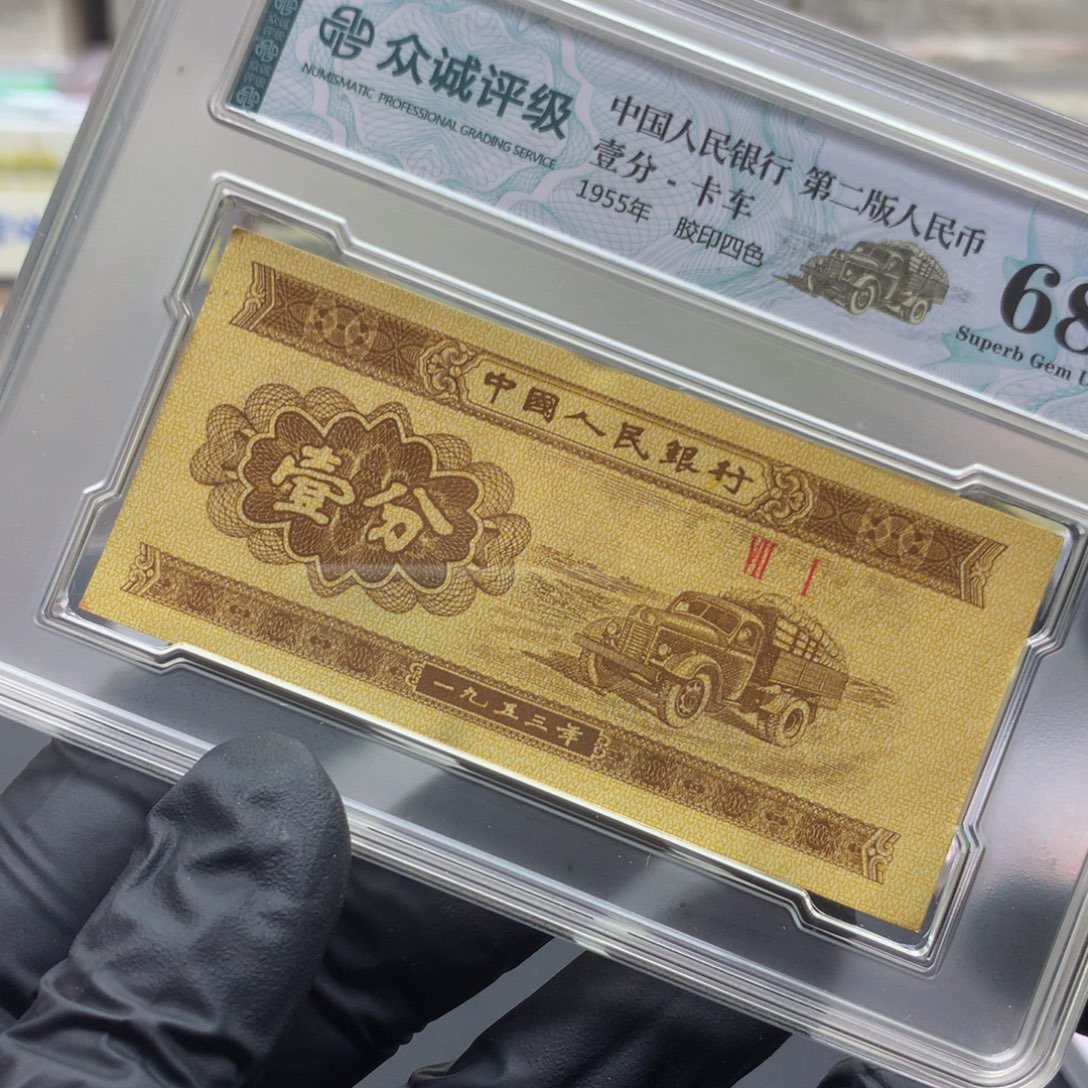 众诚评级
NUMISMATIC PROFESSIONAL GRADING SERVICE
中国人民银行 第二版人民币
壹分 - 卡车
1955年 胶印四色
68
Superb Gem U
中國人民銀行
壹分
VIII I
一九五三年